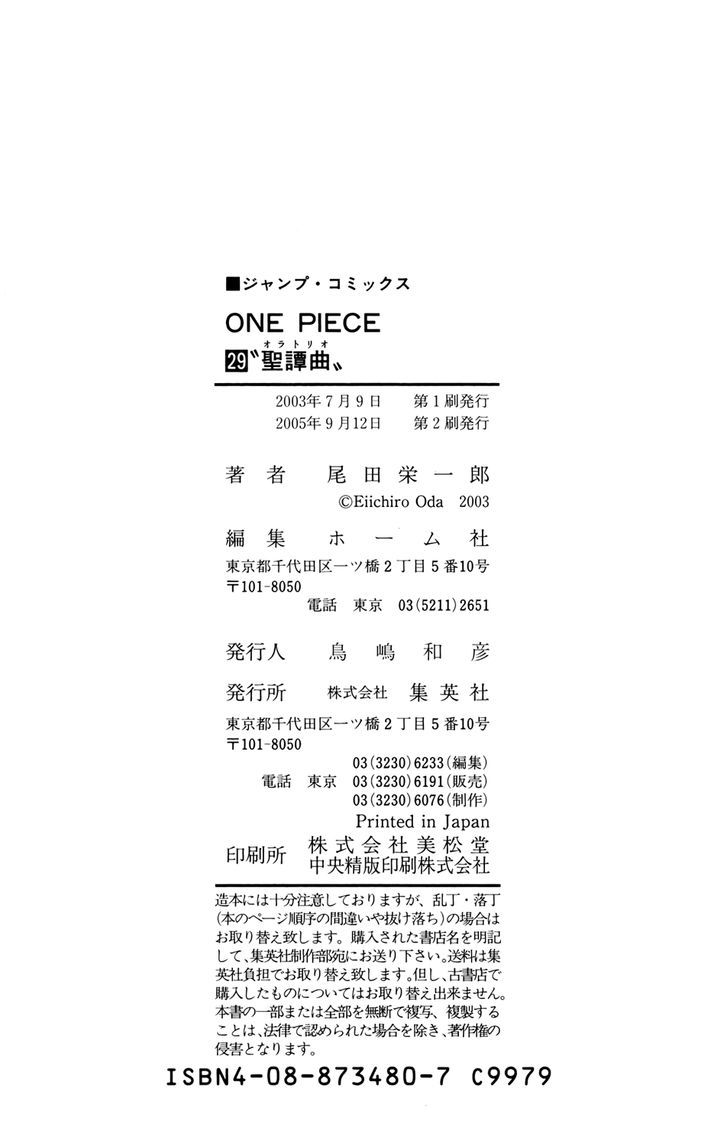 ■ジャンプ・コミックス
ONE PIECE
オラトリオ
29 〝聖譚曲〟
2003年7月9日 第1刷発行
2005年9月12日 第2刷発行
著者 尾田栄一郎
©Eiichiro Oda 2003
編集 ホーム社
東京都千代田区一ツ橋2丁目5番10号
〒101-8050
電話 東京 03(5211)2651
発行人 鳥嶋和彦
発行所 株式会社 集英社
東京都千代田区一ツ橋2丁目5番10号
〒101-8050
03(3230)6233(編集)
電話 東京 03(3230)6191(販売)
03(3230)6076(制作)
Printed in Japan
印刷所 株式会社美松堂
中央精版印刷株式会社
造本には十分注意しておりますが、乱丁・落丁
(本のページ順序の間違いや抜け落ち)の場合は
お取り替え致します。購入された書店名を明記
して、集英社制作部宛にお送り下さい。送料は集
英社負担でお取り替え致します。但し、古書店で
購入したものについてはお取り替え出来ません。
本書の一部または全部を無断で複写、複製する
ことは、法律で認められた場合を除き、著作権の
侵害となります。
ISBN4-08-873480-7 C9979